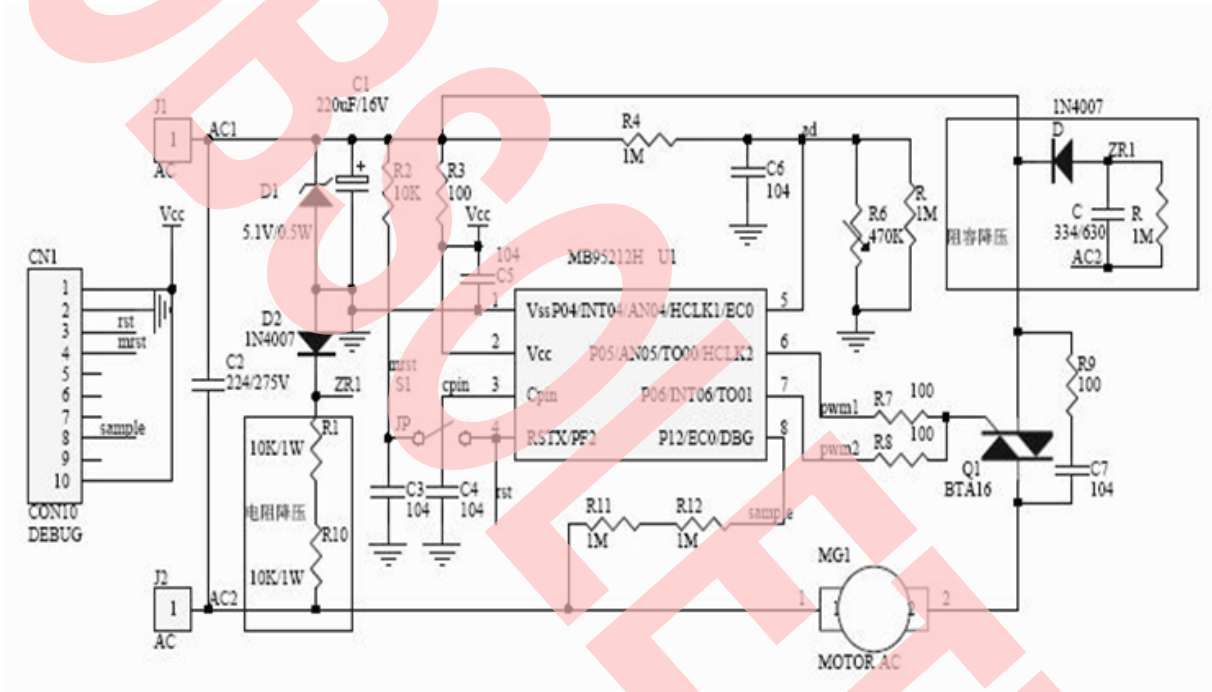 C1
220uF/16V
J1
1
AC
AC1
R4
1M
ad
1N4007
D
ZR1
D1
5.1V/0.5W
R2
10K
R3
100
Vcc
C6
104
R6
470K
R
1M
阻容降压
C
334/630
R
1M
AC2
Vcc
CN1
1
2
3
4
5
6
7
8
9
10
rst
mrst
sample
CON10
DEBUG
104
C5
MB95212H U1
1
2
3
4
Vss
Vcc
Cpin
RSTX/PF2
P04/INT04/AN04/HCLK1/EC0
P05/AN05/TO00/HCLK2
P06/INT06/TO01
P12/EC0/DBG
5
6
7
8
D2
1N4007
C2
224/275V
ZR1
mrst
S1
cpin
JP
R1
10K/1W
电阻降压
R10
10K/1W
C3
104
C4
104
rst
pwm1
pwm2
R7
100
R8
100
Q1
BTA16
R9
100
C7
104
R11
1M
R12
1M
sample
J2
1
AC
AC2
MG1
1
1
2
2
MOTOR AC
OBSOLETE